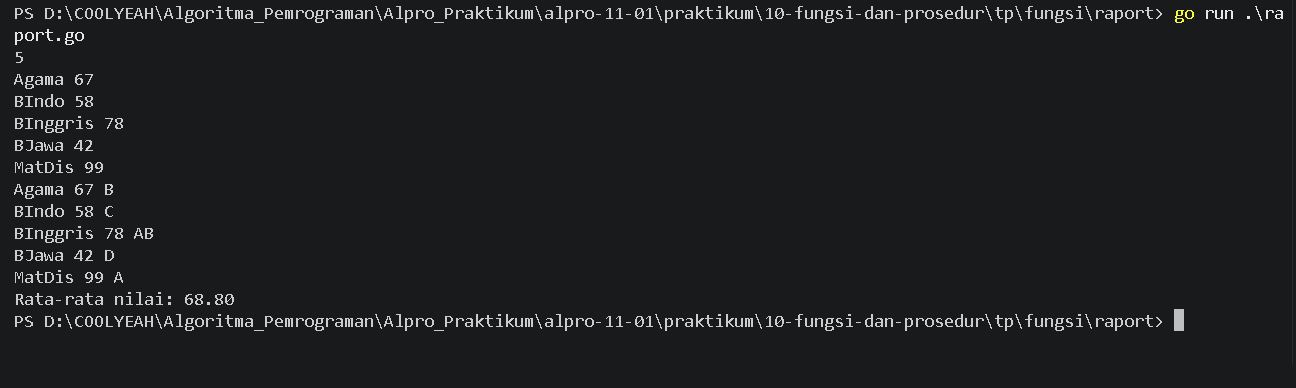 PS D:\COOLYEAH\Algoritma_Pemrograman\Alpro_Praktikum\alpro-11-01\praktikum\10-fungsi-dan-prosedur\tp\fungsi\raport> go run .\ra
port.go
5
Agama 67
BIndo 58
BInggris 78
BJawa 42
MatDis 99
Agama 67 B
BIndo 58 C
BInggris 78 AB
BJawa 42 D
MatDis 99 A
Rata-rata nilai: 68.80
PS D:\COOLYEAH\Algoritma_Pemrograman\Alpro_Praktikum\alpro-11-01\praktikum\10-fungsi-dan-prosedur\tp\fungsi\raport>